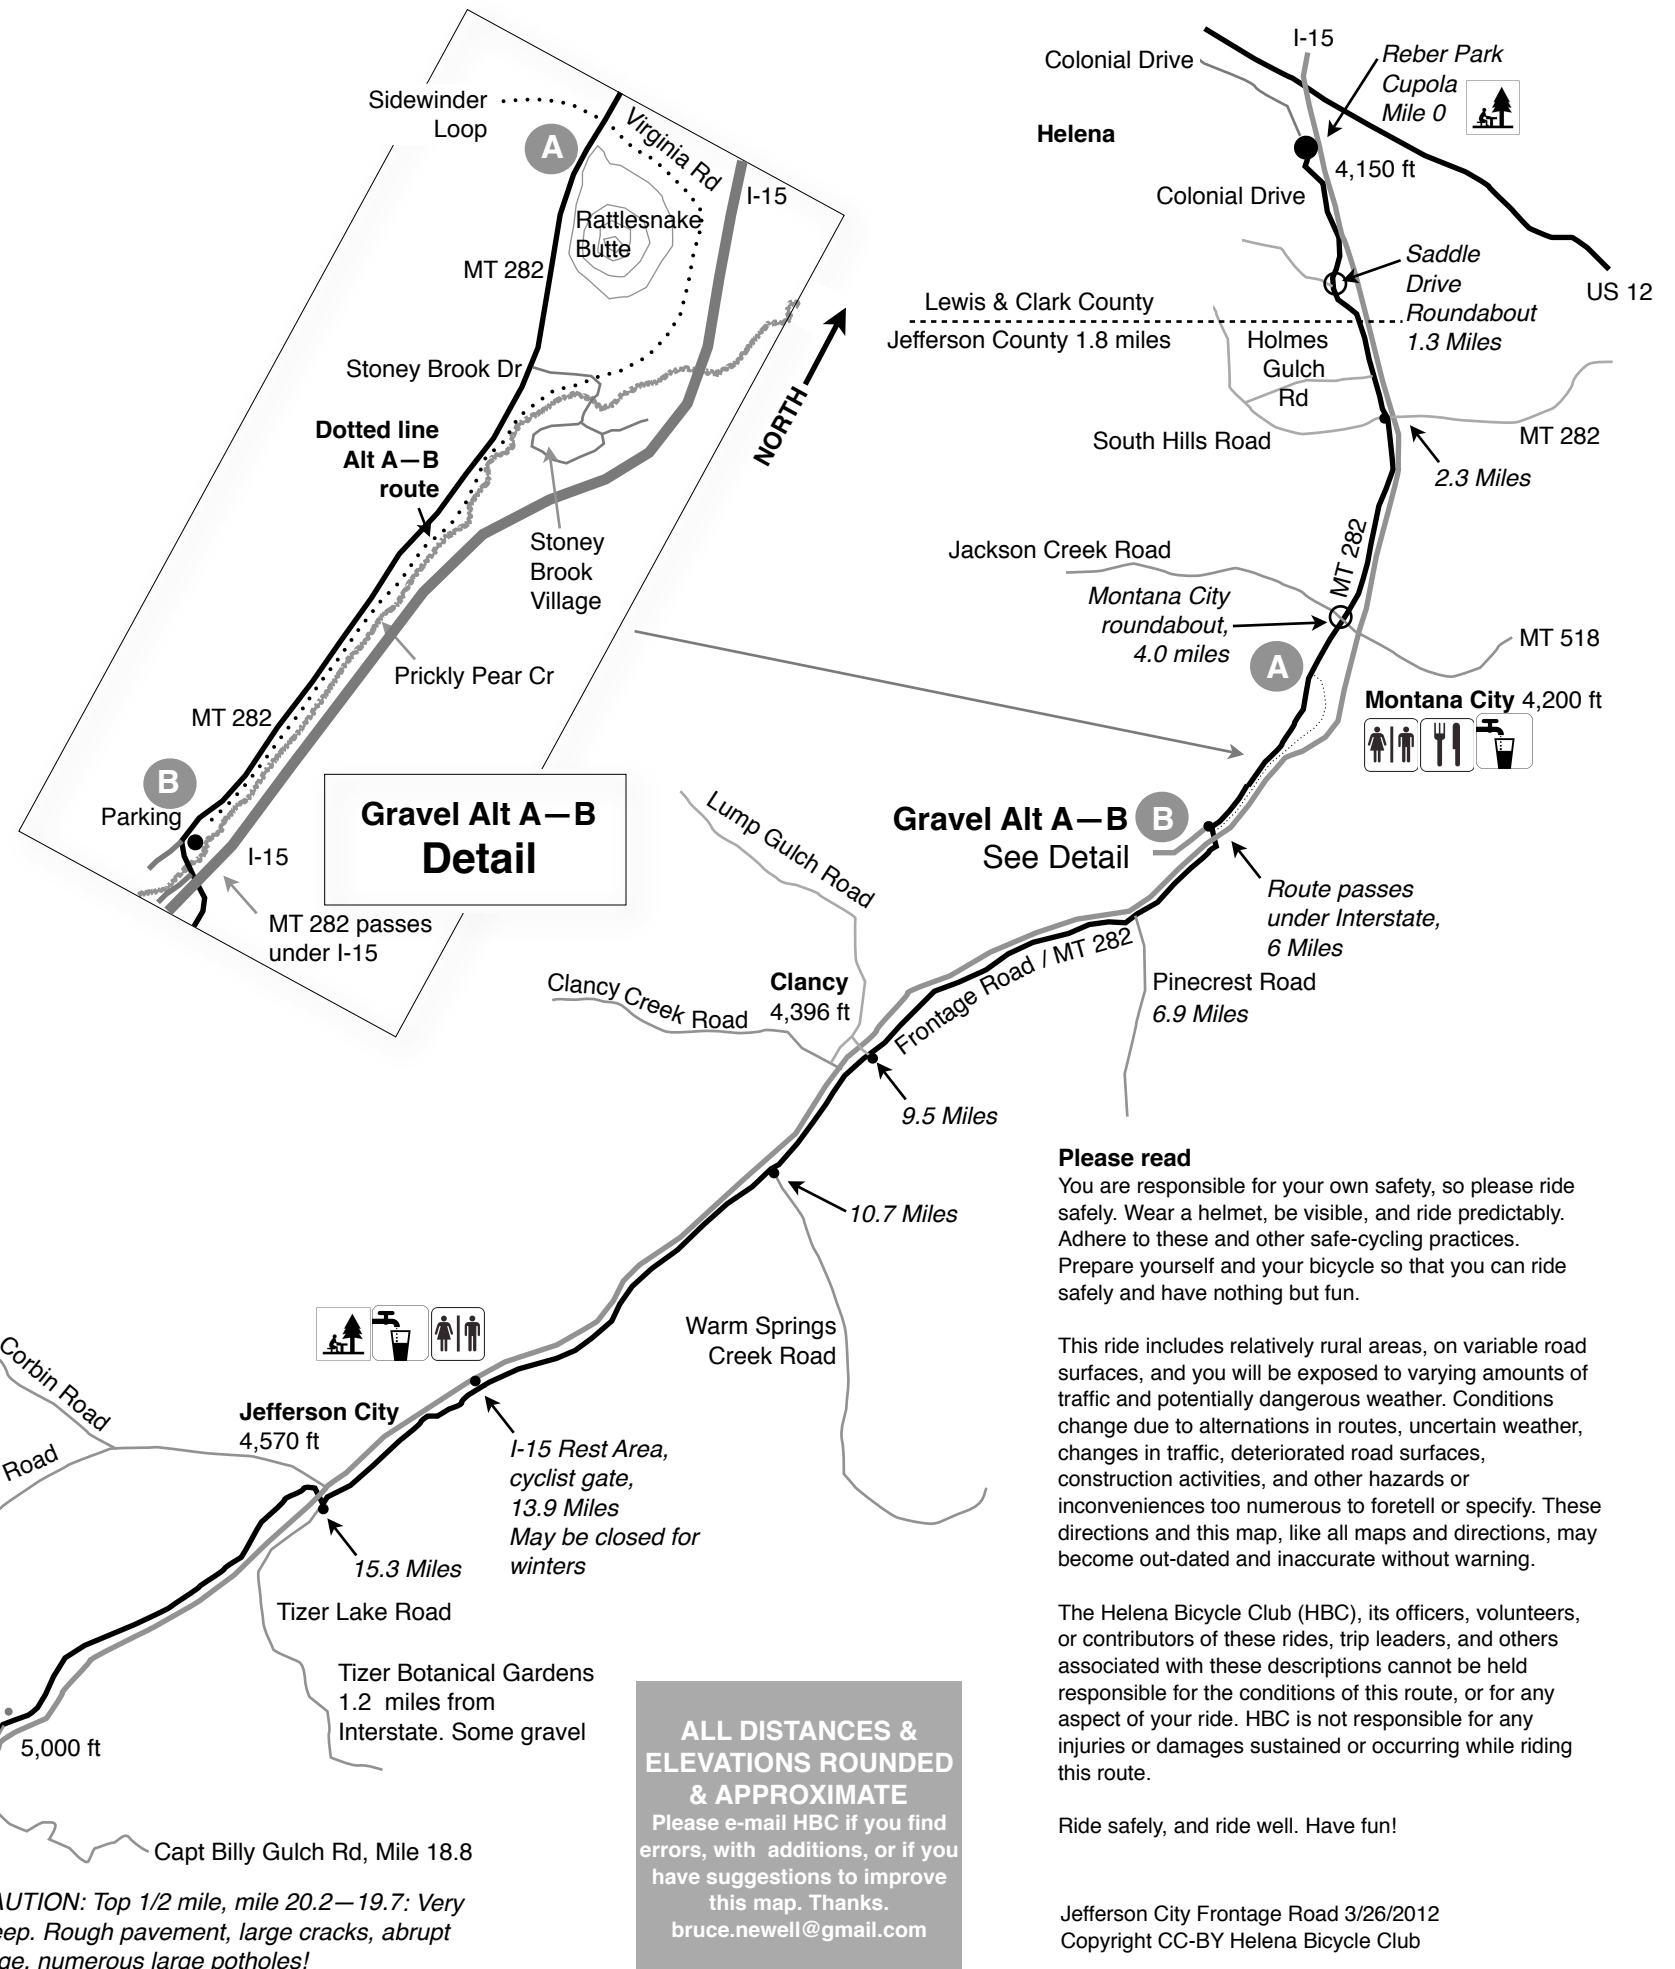 Sidewinder
Loop
A
Virginia Rd
I-15
Rattlesnake
Butte
MT 282
Stoney Brook Dr
Dotted line
Alt A—B
route
NORTH
Stoney
Brook
Village
Prickly Pear Cr
MT 282
B
Parking
I-15
MT 282 passes
under I-15
Gravel Alt A—B
Detail
Colonial Drive
I-15
Reber Park
Cupola
Mile 0
Helena
4,150 ft
Colonial Drive
Saddle
Drive
Roundabout
1.3 Miles
US 12
Lewis & Clark County
Jefferson County 1.8 miles
Holmes
Gulch
Rd
South Hills Road
MT 282
2.3 Miles
MT 282
Jackson Creek Road
Montana City
roundabout,
4.0 miles
MT 518
A
Montana City 4,200 ft
Gravel Alt A—B
See Detail
B
Lump Gulch Road
Route passes
under Interstate,
6 Miles
Frontage Road / MT 282
Pinecrest Road
6.9 Miles
Clancy
4,396 ft
Clancy Creek Road
9.5 Miles
10.7 Miles
Warm Springs
Creek Road
Corbin Road
Road
Jefferson City
4,570 ft
I-15 Rest Area,
cyclist gate,
13.9 Miles
May be closed for
winters
15.3 Miles
Tizer Lake Road
Tizer Botanical Gardens
1.2 miles from
Interstate. Some gravel
5,000 ft
Capt Billy Gulch Rd, Mile 18.8
AUTION: Top 1/2 mile, mile 20.2—19.7: Very
eep. Rough pavement, large cracks, abrupt
ge, numerous large potholes!
ALL DISTANCES &
ELEVATIONS ROUNDED
& APPROXIMATE
Please e-mail HBC if you find
errors, with additions, or if you
have suggestions to improve
this map. Thanks.
bruce.newell@gmail.com
Please read
You are responsible for your own safety, so please ride
safely. Wear a helmet, be visible, and ride predictably.
Adhere to these and other safe-cycling practices.
Prepare yourself and your bicycle so that you can ride
safely and have nothing but fun.
This ride includes relatively rural areas, on variable road
surfaces, and you will be exposed to varying amounts of
traffic and potentially dangerous weather. Conditions
change due to alternations in routes, uncertain weather,
changes in traffic, deteriorated road surfaces,
construction activities, and other hazards or
inconveniences too numerous to foretell or specify. These
directions and this map, like all maps and directions, may
become out-dated and inaccurate without warning.
The Helena Bicycle Club (HBC), its officers, volunteers,
or contributors of these rides, trip leaders, and others
associated with these descriptions cannot be held
responsible for the conditions of this route, or for any
aspect of your ride. HBC is not responsible for any
injuries or damages sustained or occurring while riding
this route.
Ride safely, and ride well. Have fun!
Jefferson City Frontage Road 3/26/2012
Copyright CC-BY Helena Bicycle Club